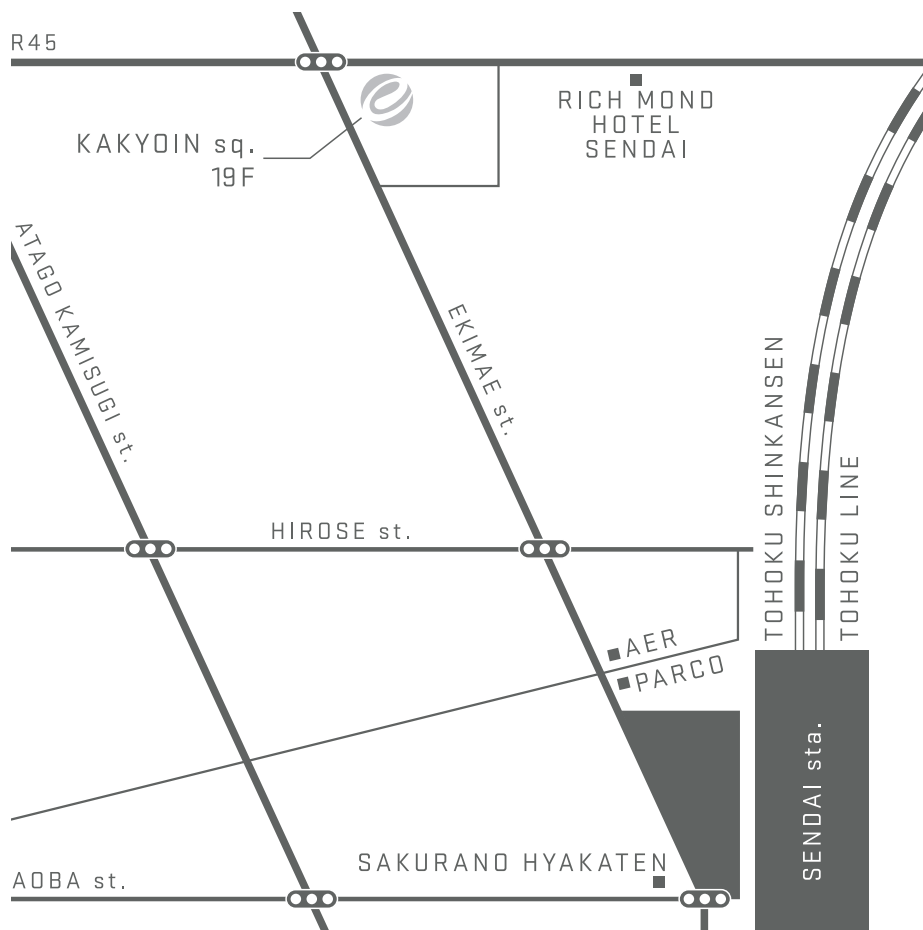 R45
RICH MOND
HOTEL
SENDAI
KAKYOIN sq.
19F
ATAGO KAMISUGI st.
EKIMAE st.
TOHOKU SHINKANSEN
TOHOKU LINE
HIROSE st.
AER
PARCO
SENDAI sta.
SAKURANO HYAKATEN
AOBA st.